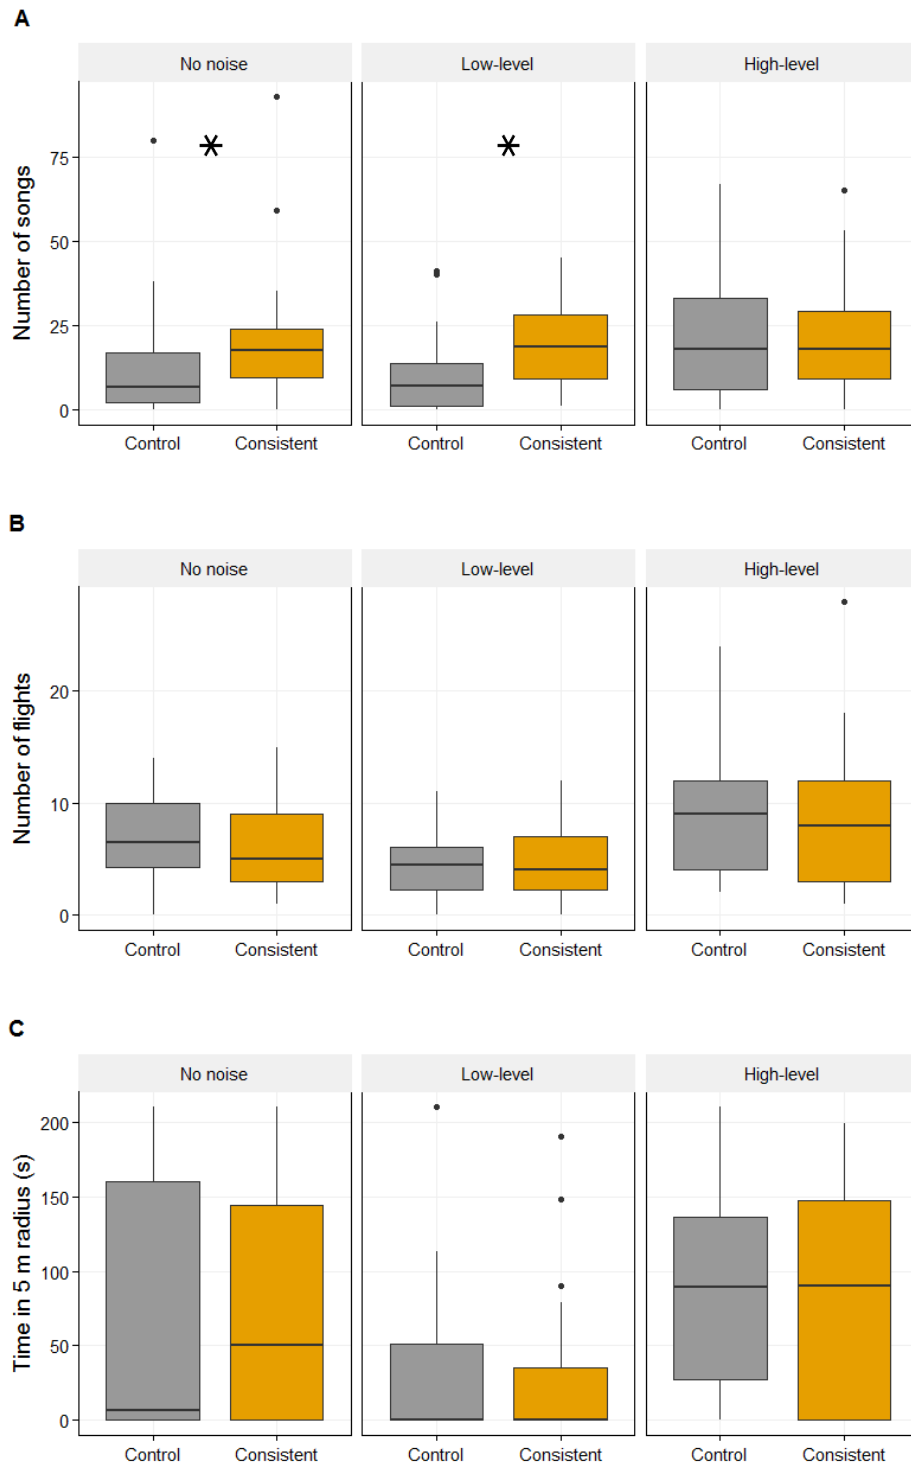 A
No noise Low-level High-level
Number of songs
75
50
25
0
Control Consistent Control Consistent Control Consistent
B
No noise Low-level High-level
Number of flights
20
10
0
Control Consistent Control Consistent Control Consistent
C
No noise Low-level High-level
Time in 5 m radius (s)
200
150
100
50
0
Control Consistent Control Consistent Control Consistent